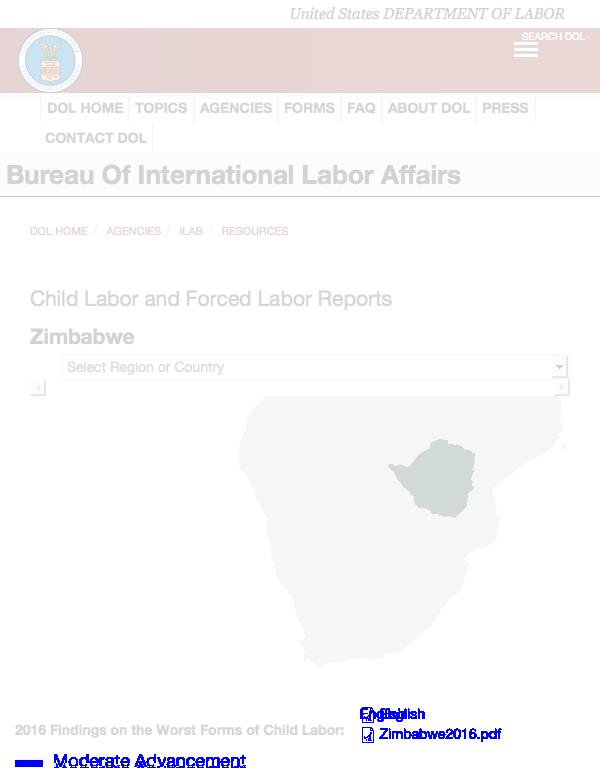 United States DEPARTMENT OF LABOR
SEARCH DOL
DOL HOME TOPICS AGENCIES FORMS FAQ ABOUT DOL PRESS
CONTACT DOL
Bureau Of International Labor Affairs
DOL HOME / AGENCIES / ILAB / RESOURCES
Child Labor and Forced Labor Reports
Zimbabwe
Select Region or Country
English
2016 Findings on the Worst Forms of Child Labor:
Zimbabwe2016.pdf
Moderate Advancement